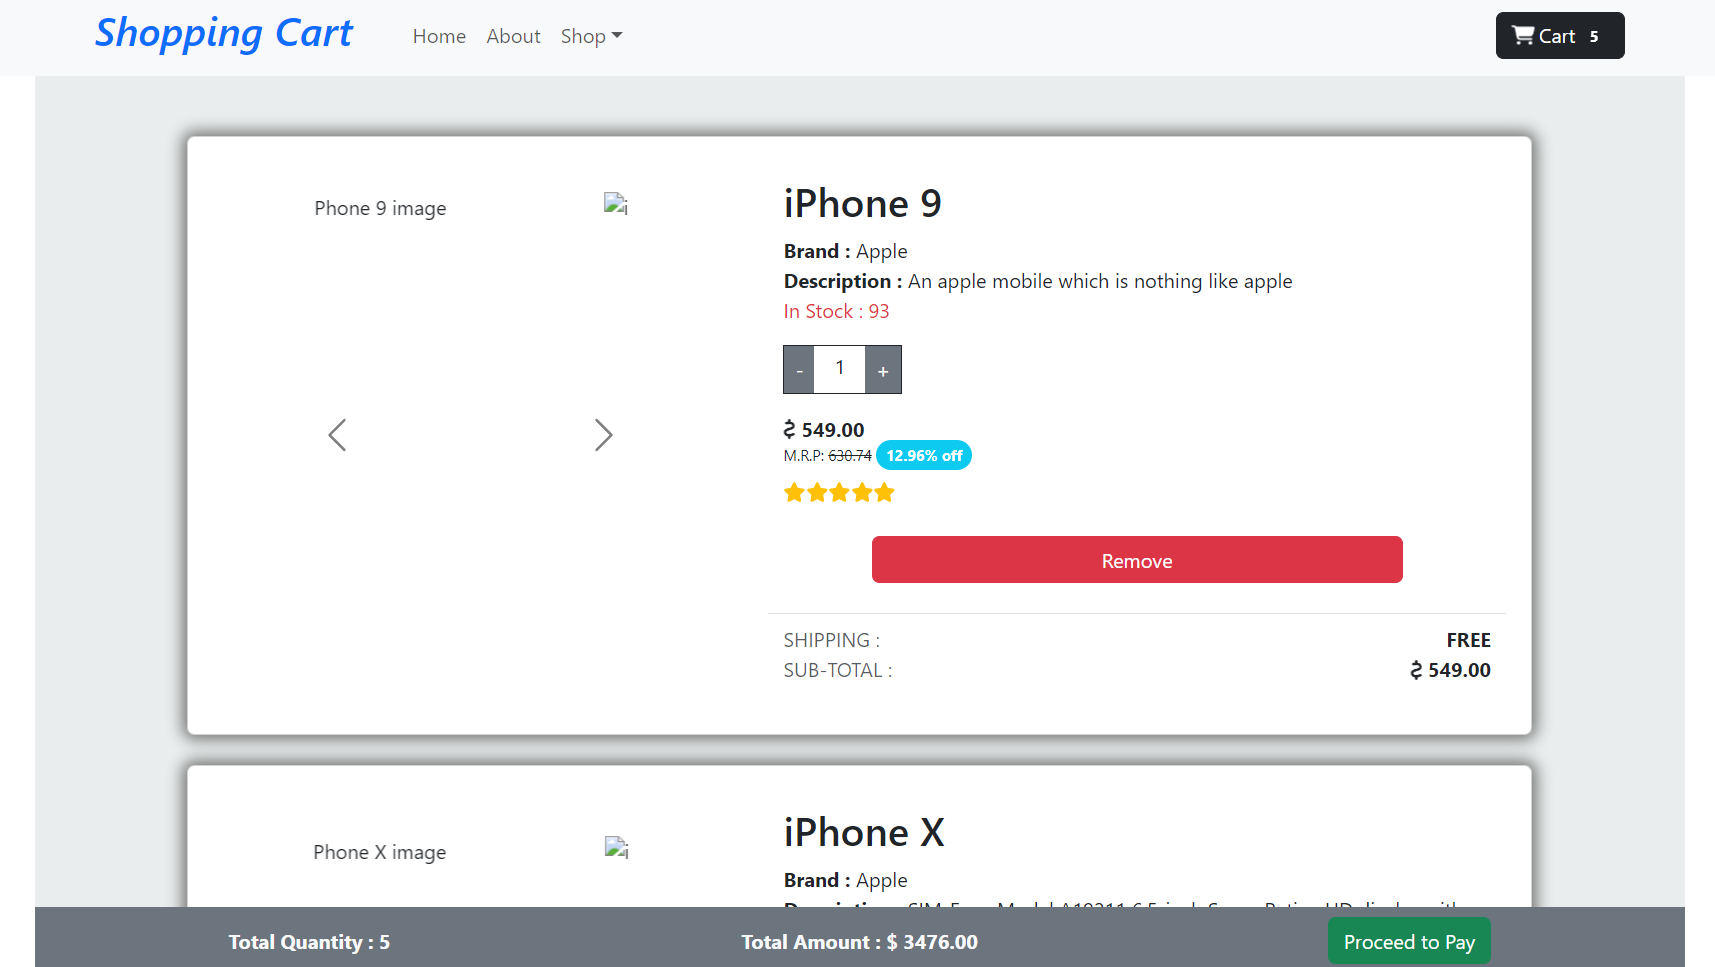 Shopping Cart
Home About Shop
Cart 5
Phone 9 image
iPhone 9
Brand : Apple
Description : An apple mobile which is nothing like apple
In Stock : 93
- 1 +
$ 549.00
M.R.P: 630.74 12.96% off
Remove
SHIPPING : FREE
SUB-TOTAL : $ 549.00
Phone X image
iPhone X
Brand : Apple
Total Quantity : 5
Total Amount : $ 3476.00
Proceed to Pay